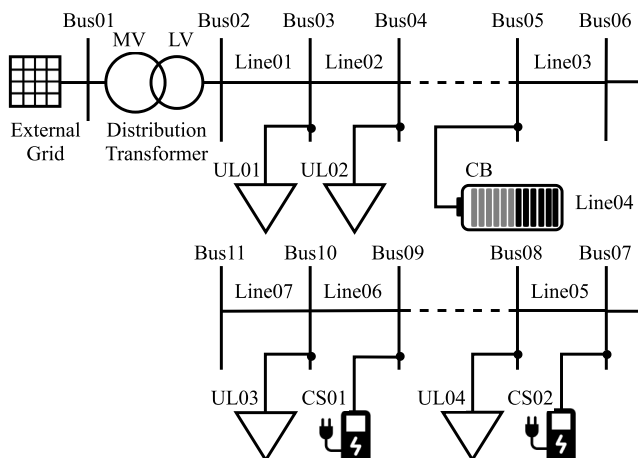 Bus01
Bus02
Bus03
Bus04
Bus05
Bus06
MV
LV
Line01
Line02
Line03
External
Grid
Distribution
Transformer
UL01
UL02
CB
Line04
Bus11
Bus10
Bus09
Bus08
Bus07
Line07
Line06
Line05
UL03
CS01
UL04
CS02